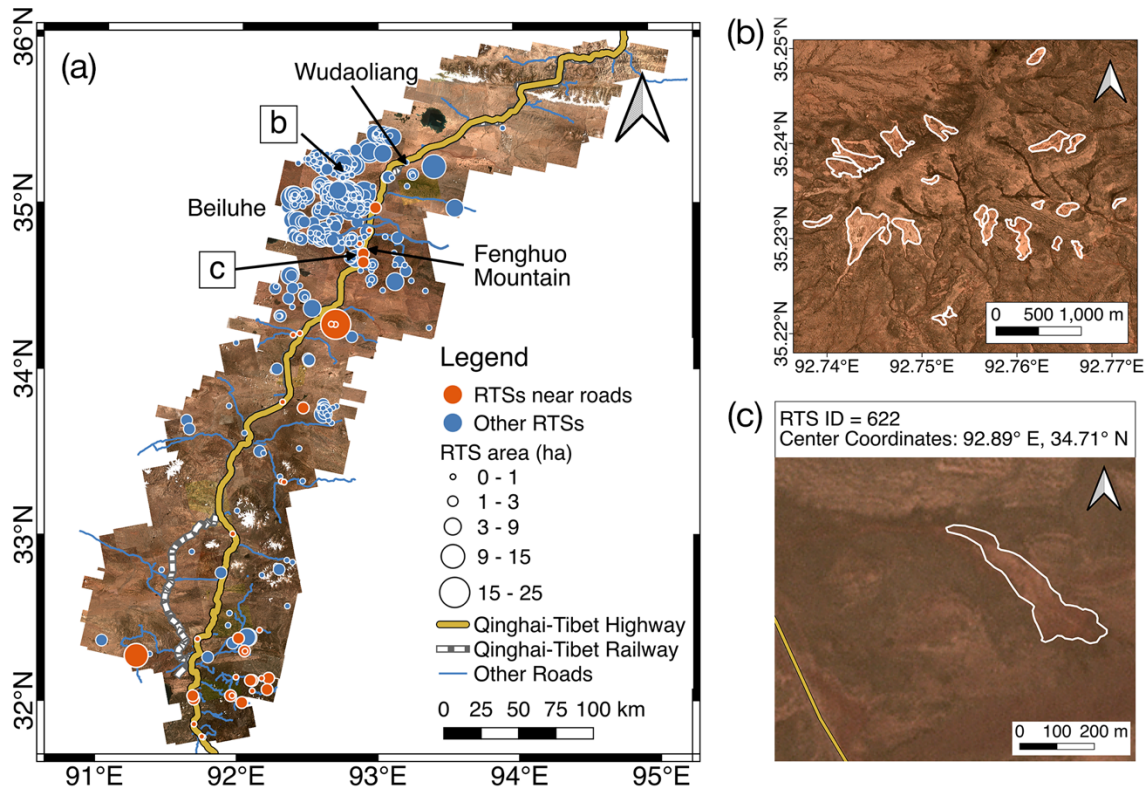 (a)
36°N
35°N
34°N
33°N
32°N
91°E
92°E
93°E
94°E
95°E
Wudaoliang
b
Beiluhe
c
Fenghuo
Mountain
Legend
RTSs near roads
Other RTSs
RTS area (ha)
0 - 1
1 - 3
3 - 9
9 - 15
15 - 25
Qinghai-Tibet Highway
Qinghai-Tibet Railway
Other Roads
0 25 50 75 100 km
(b)
35.25°N
35.24°N
35.23°N
35.22°N
0 500 1,000 m
92.74°E
92.75°E
92.76°E
92.77°E
(c)
RTS ID = 622
Center Coordinates: 92.89° E, 34.71° N
0 100 200 m